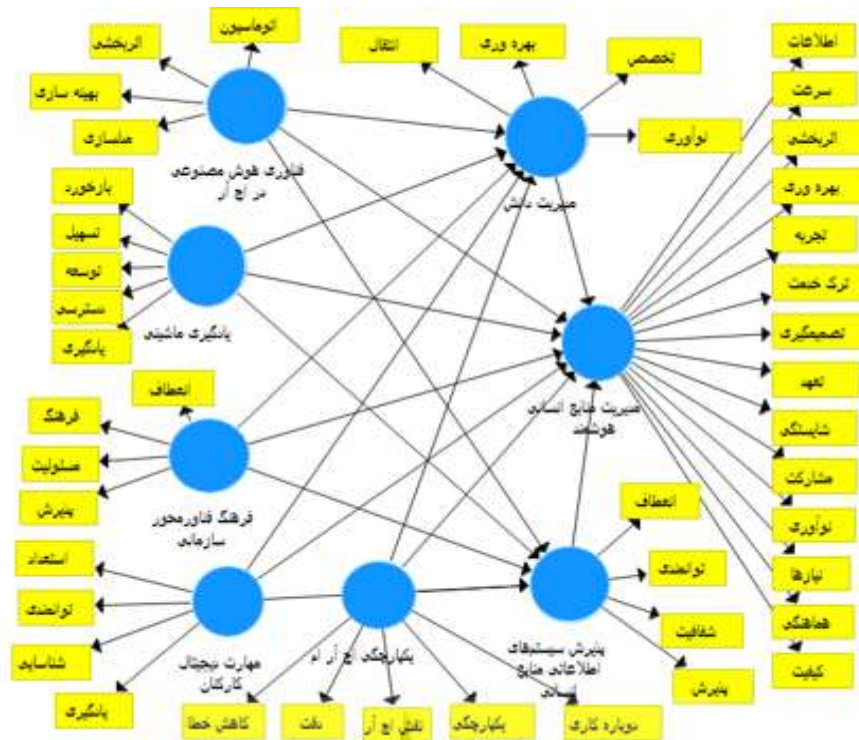 اتوماسیون
اثربخشی
بهینه سازی
فناوری هوش مصنوعی
در اچ آر
انتقال
بهره وری
تخصص
نوآوری
مدیریت دانش
بازخورد
تسهیل
توسعه
دسترسی
یادگیری
یادگیری ماشینی
انعطاف
فرهنگ
مسئولیت
پذیرش
فرهنگ فناورمحور
سازمانی
استعداد
توانمندی
شناسایی
یادگیری
مهارت دیجیتال
کارکنان
یکپارچگی اچ آر ام
کاهش خطا
دقت
نقش اچ آر
یکپارچگی
دوباره کاری
پذیرش سیستمهای
اطلاعاتی منابع
انسانی
انعطاف
توانمندی
شفافیت
پذیرش
مدیریت منابع انسانی
هوشمند
اطلاعات
سرعت
اثربخشی
بهره وری
تجربه
ترک خدمت
تصمیمگیری
تعهد
شایستگی
مشارکت
نوآوری
نیازها
هماهنگی
کیفیت